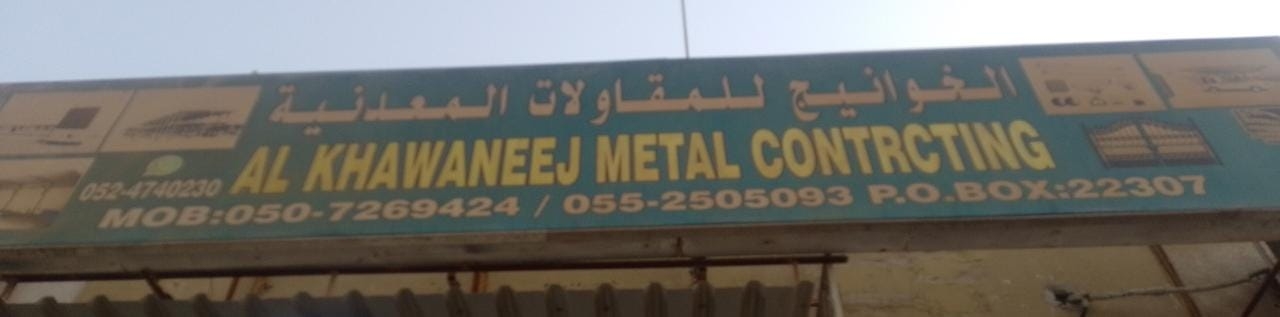 الخوانيج للمقاولات المعدنية
AL KHAWANEEJ METAL CONTRCTING
052-4740230
MOB:050-7269424 / 055-2505093 P.O.BOX:22307